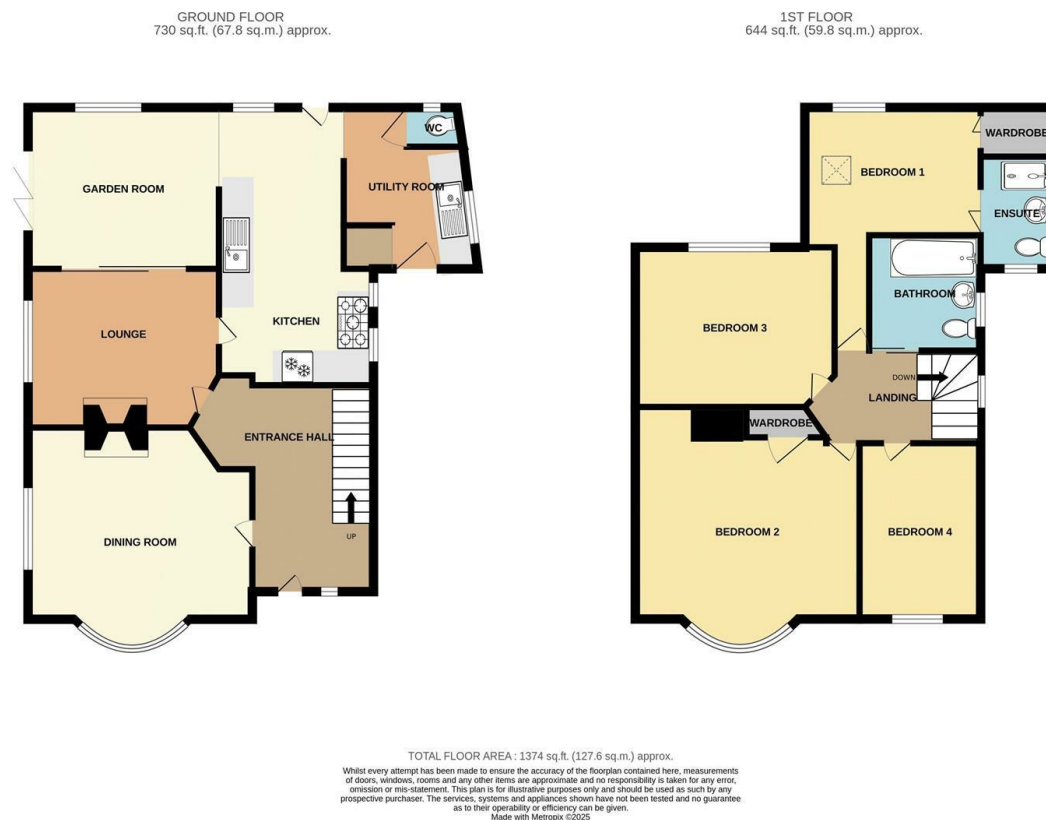 GROUND FLOOR
730 sq.ft. (67.8 sq.m.) approx.
WC
UTILITY ROOM
GARDEN ROOM
LOUNGE
KITCHEN
ENTRANCE HALL
DINING ROOM
UP
1ST FLOOR
644 sq.ft. (59.8 sq.m.) approx.
WARDROBE
BEDROOM 1
ENSUITE
BATHROOM
BEDROOM 3
DOWN
LANDING
WARDROBE
BEDROOM 2
BEDROOM 4
TOTAL FLOOR AREA : 1374 sq.ft. (127.6 sq.m.) approx.
Whilst every attempt has been made to ensure the accuracy of the floorplan contained here, measurements
of doors, windows, rooms and any other items are approximate and no responsibility is taken for any error,
omission or mis-statement. This plan is for illustrative purposes only and should be used as such by any
prospective purchaser. The services, systems and appliances shown have not been tested and no guarantee
as to their operability or efficiency can be given.
Made with Metropix ©2025